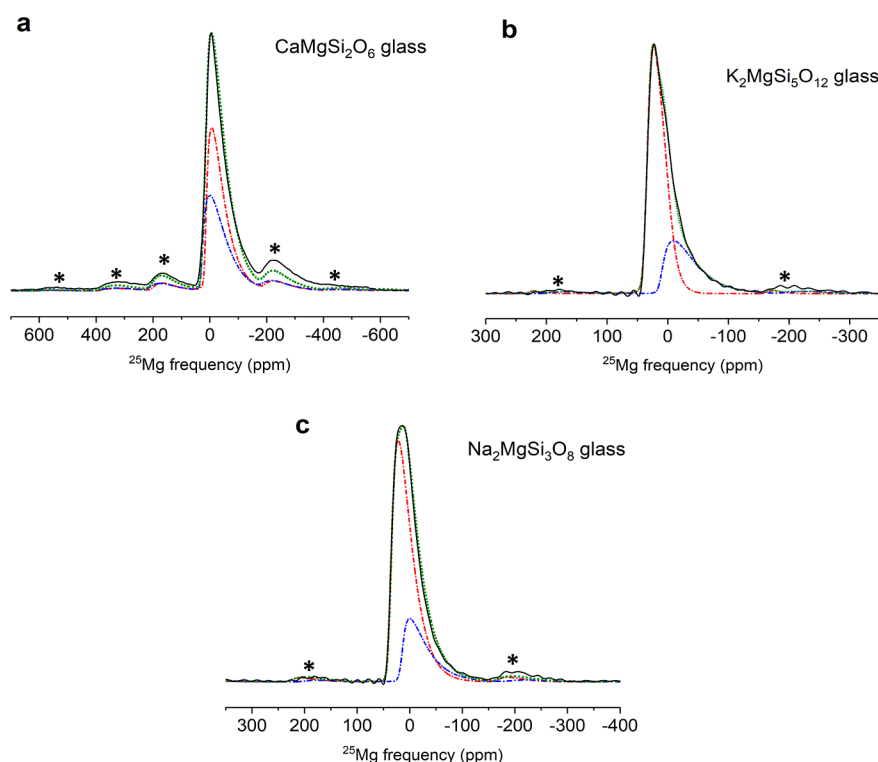 a
CaMgSi₂O₆ glass
* * * * *
600 400 200 0 -200 -400 -600
²⁵Mg frequency (ppm)
b
K₂MgSi₅O₁₂ glass
* *
300 200 100 0 -100 -200 -300
²⁵Mg frequency (ppm)
c
Na₂MgSi₃O₈ glass
* *
300 200 100 0 -100 -200 -300 -400
²⁵Mg frequency (ppm)